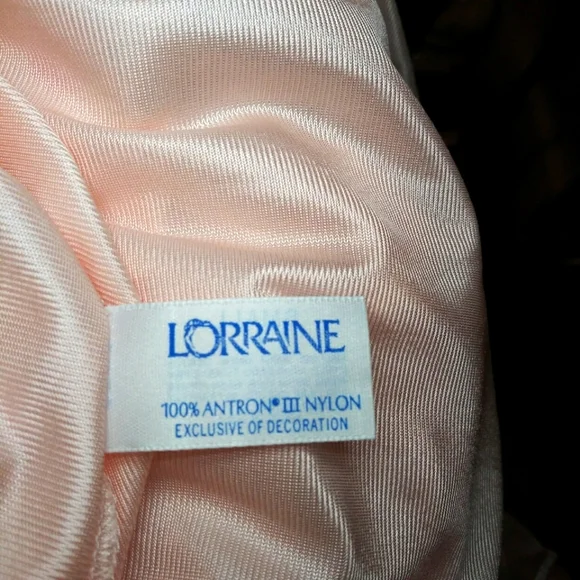 LORRAINE
100% ANTRON® III NYLON
EXCLUSIVE OF DECORATION